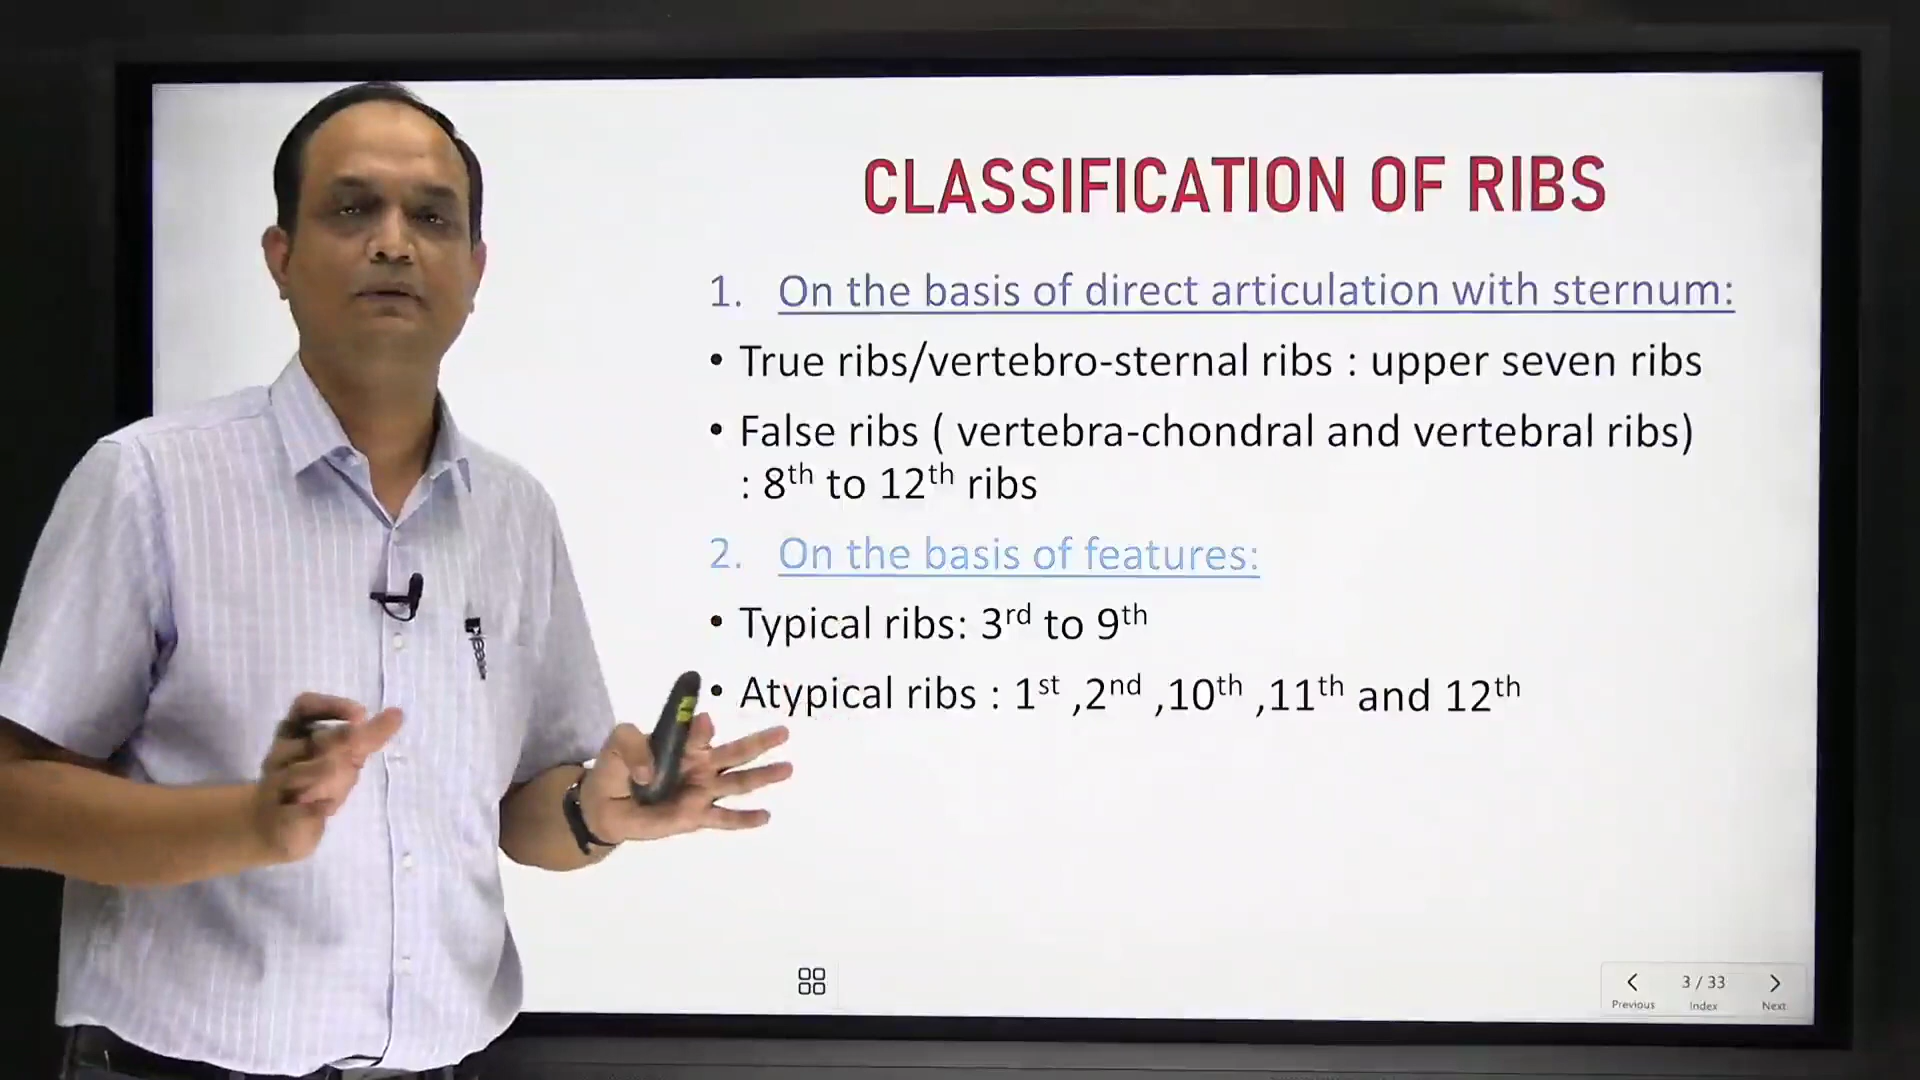 CLASSIFICATION OF RIBS
1. On the basis of direct articulation with sternum:
• True ribs/vertebro-sternal ribs : upper seven ribs
• False ribs ( vertebra-chondral and vertebral ribs)
: 8th to 12th ribs
2. On the basis of features:
• Typical ribs: 3rd to 9th
• Atypical ribs : 1st ,2nd ,10th ,11th and 12th
3 / 33
Previous Index Next